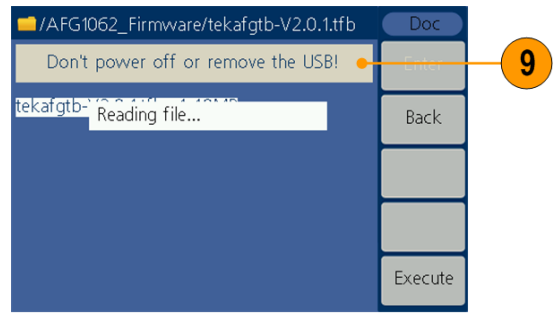 /AFG1062_Firmware/tekafgtb-V2.0.1.tfb
Doc
Don't power off or remove the USB!
Enter
9
tekafgtb-
Reading file...
Back
Execute